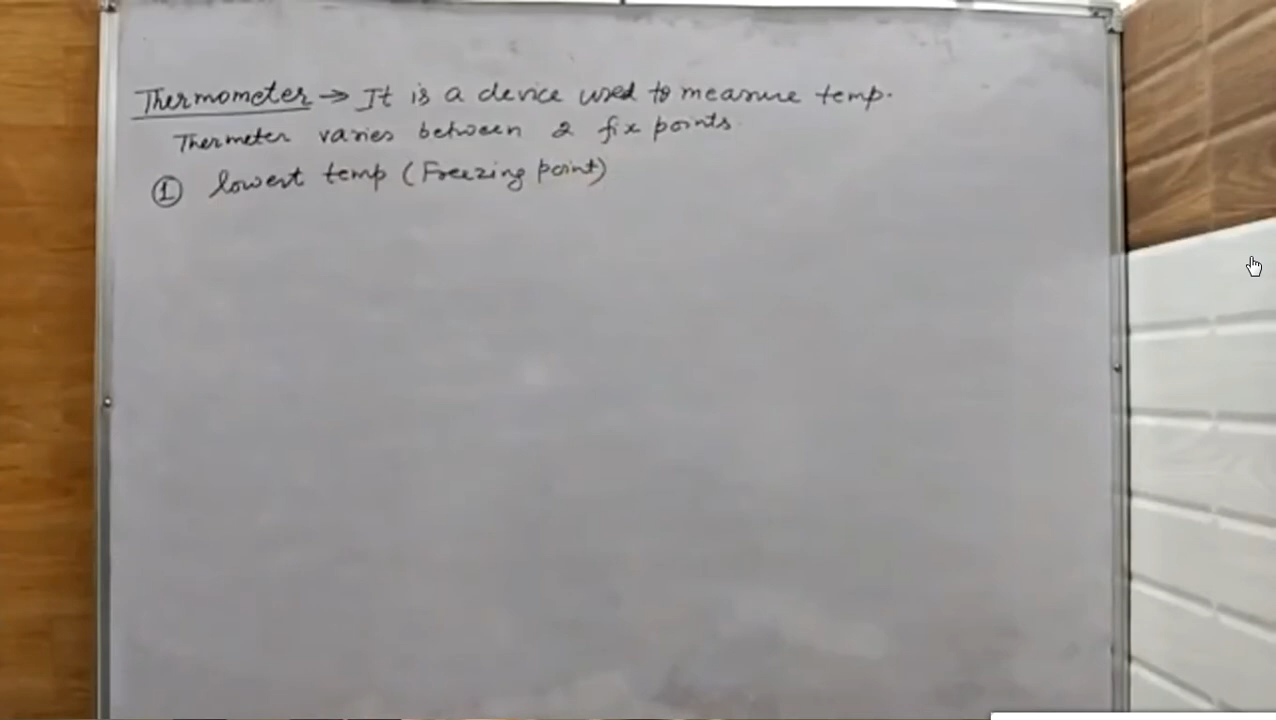 Thermometer → It is a device used to measure temp.
Thermeter varies between 2 fix points.
① lowest temp (Freezing point)